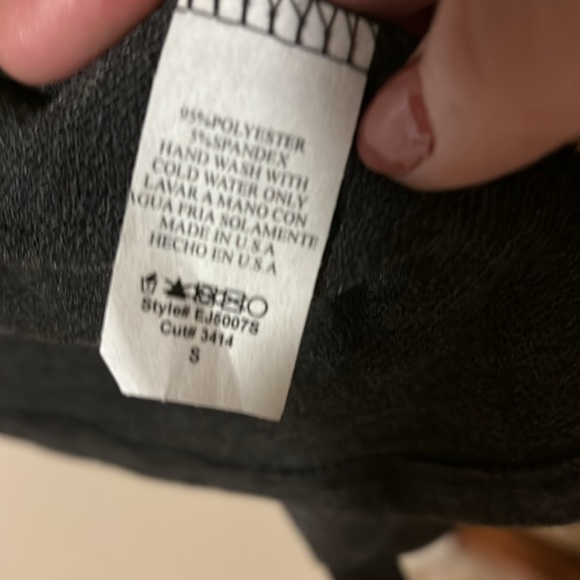 95%POLYESTER
5%SPANDEX
HAND WASH WITH
COLD WATER ONLY
LAVAR A MANO CON
AGUA FRIA SOLAMENTE
MADE IN U.S.A
HECHO EN U.S.A
Style# EJ5007S
Cut# 3414
S